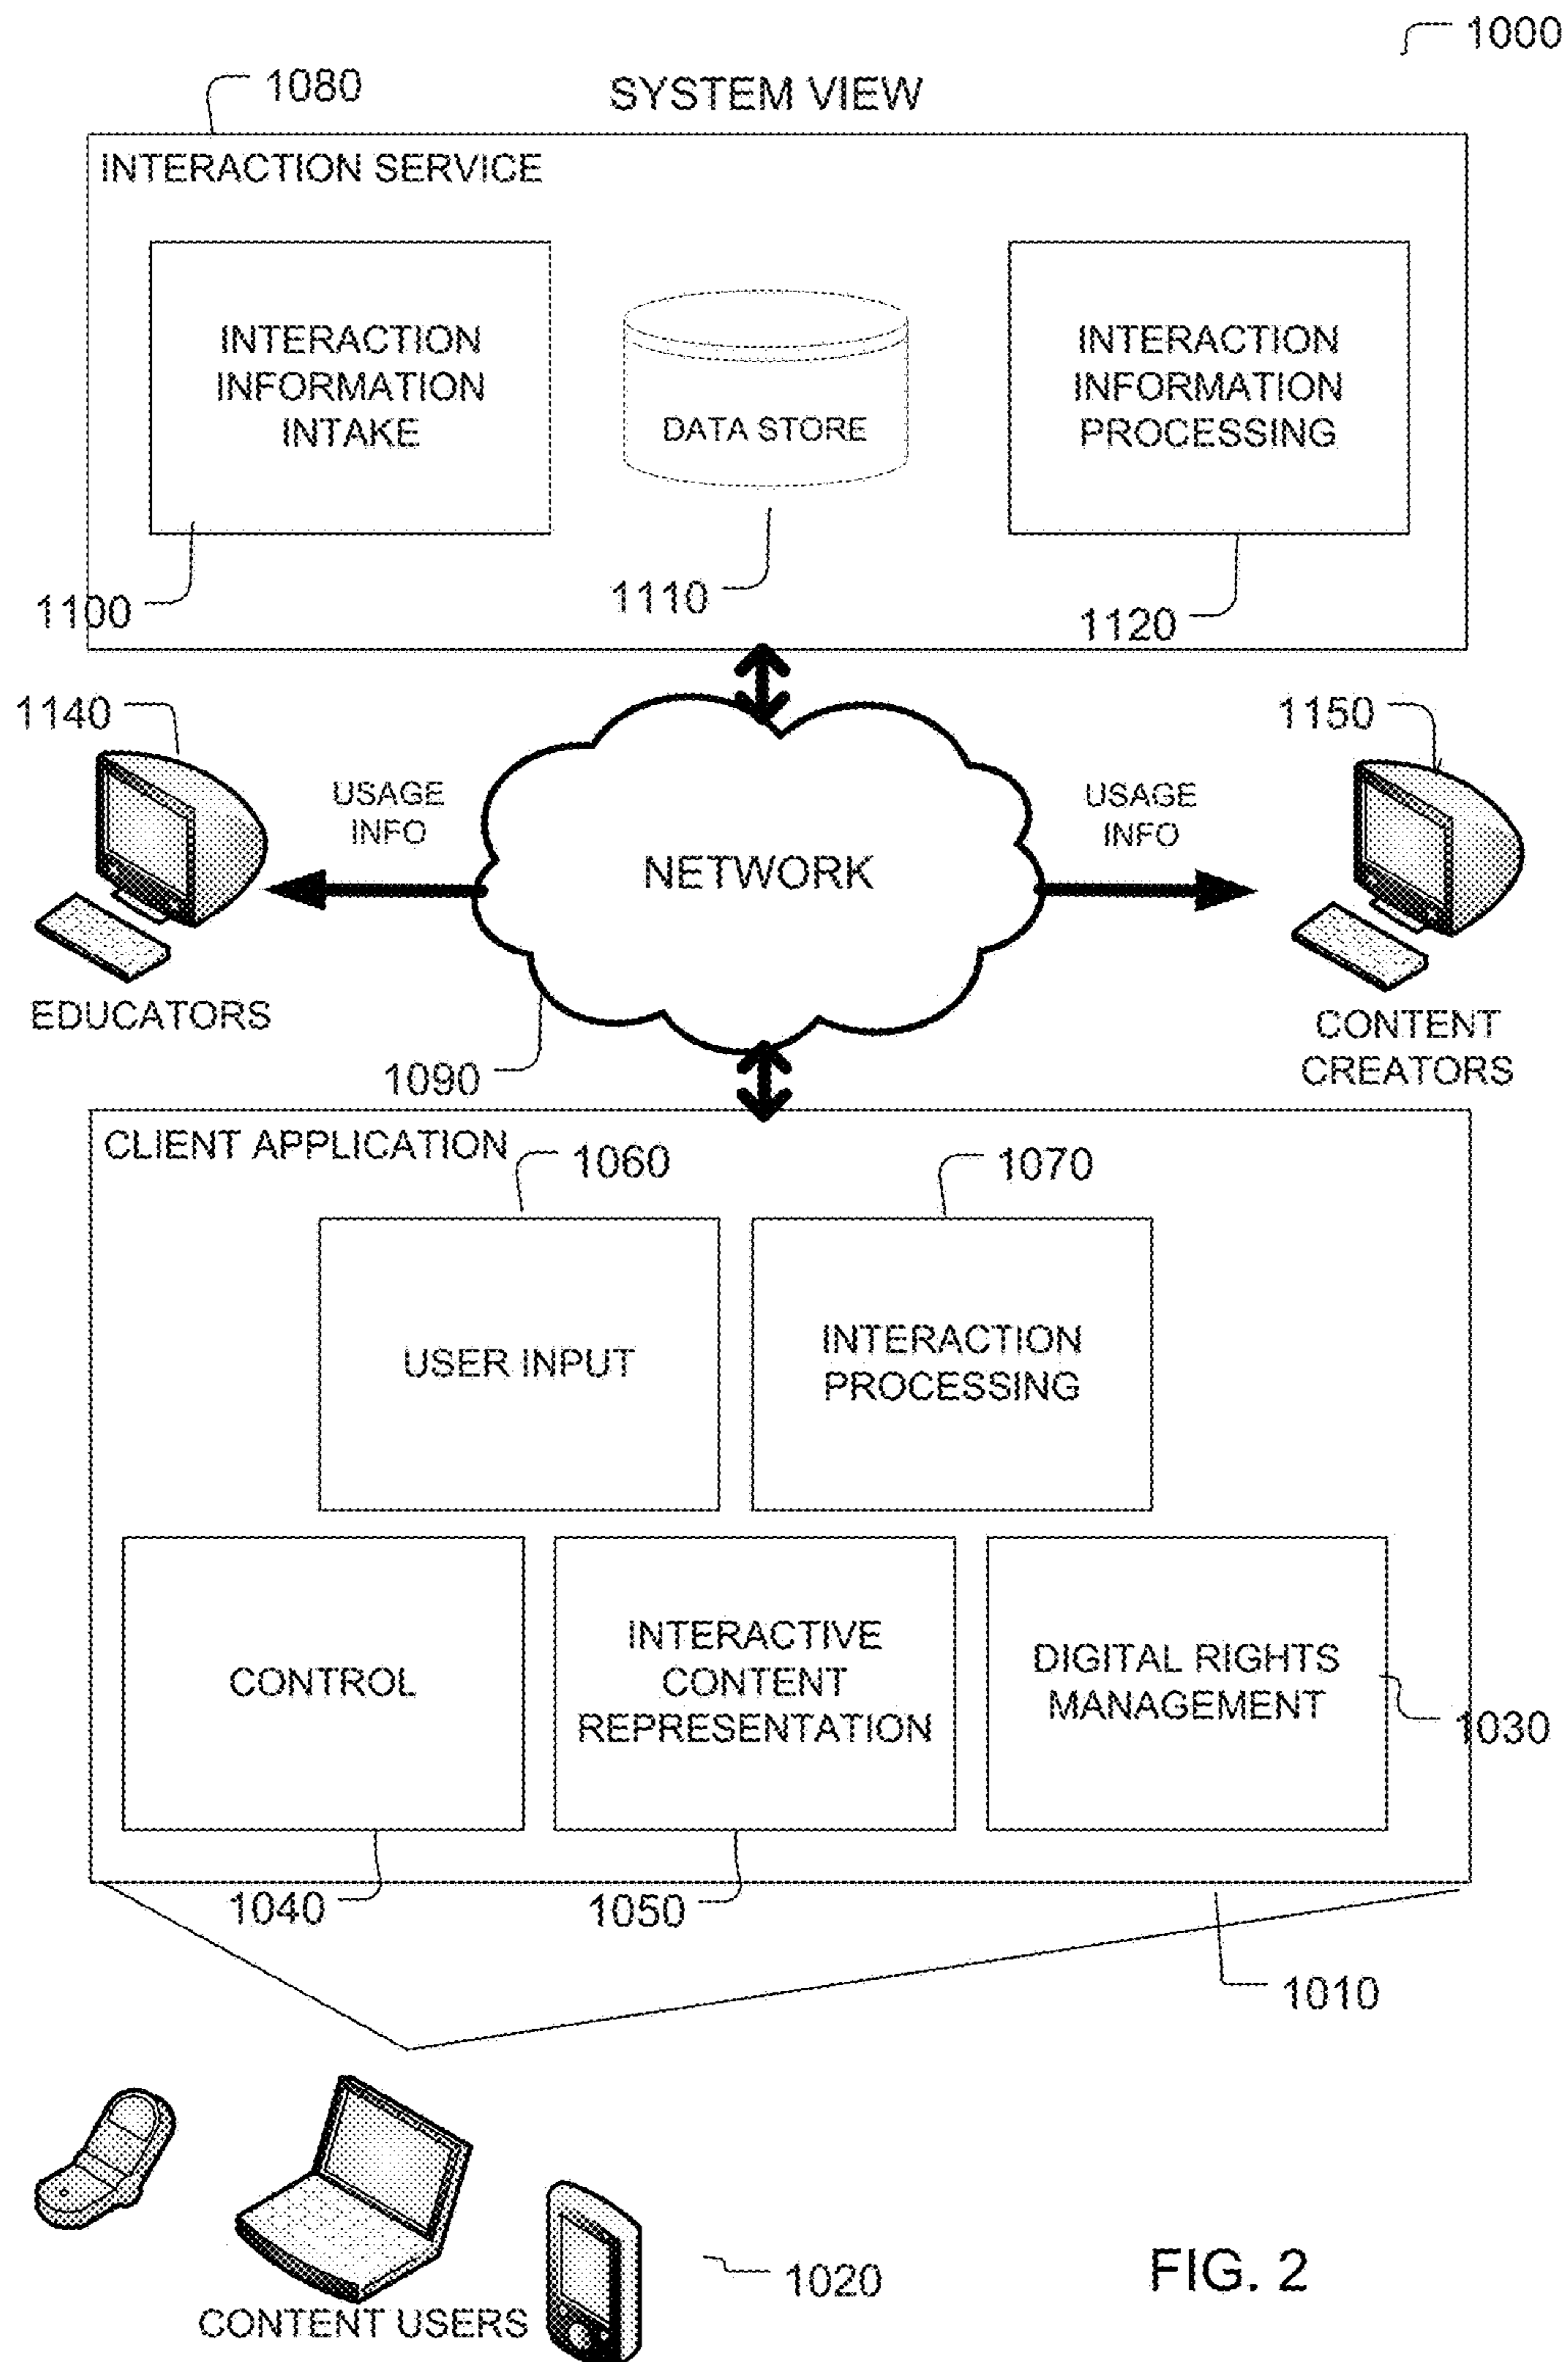 1000
1080
SYSTEM VIEW
INTERACTION SERVICE
INTERACTION
INFORMATION
INTAKE
DATA STORE
INTERACTION
INFORMATION
PROCESSING
1100
1110
1120
1140
1150
USAGE
INFO
NETWORK
USAGE
INFO
EDUCATORS
CONTENT
CREATORS
1090
CLIENT APPLICATION
1060
1070
USER INPUT
INTERACTION
PROCESSING
CONTROL
INTERACTIVE
CONTENT
REPRESENTATION
DIGITAL RIGHTS
MANAGEMENT
1030
1040
1050
1010
1020
CONTENT USERS
FIG. 2